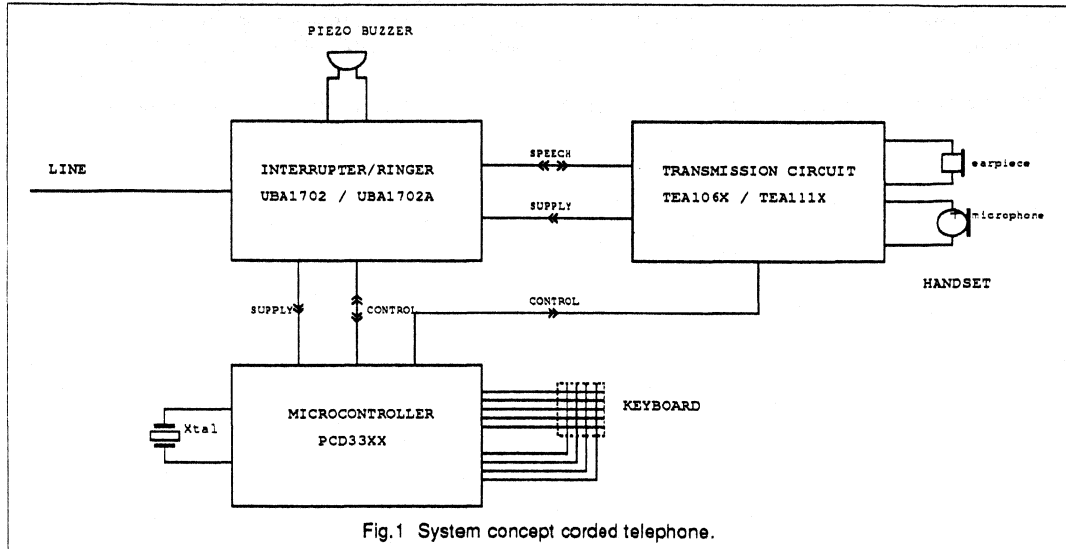 PIEZO BUZZER
LINE
INTERRUPTER/RINGER
UBA1702 / UBA1702A
SPEECH
SUPPLY
TRANSMISSION CIRCUIT
TEA106X / TEA111X
earpiece
microphone
HANDSET
SUPPLY
CONTROL
CONTROL
Xtal
MICROCONTROLLER
PCD33XX
KEYBOARD
Fig.1 System concept corded telephone.